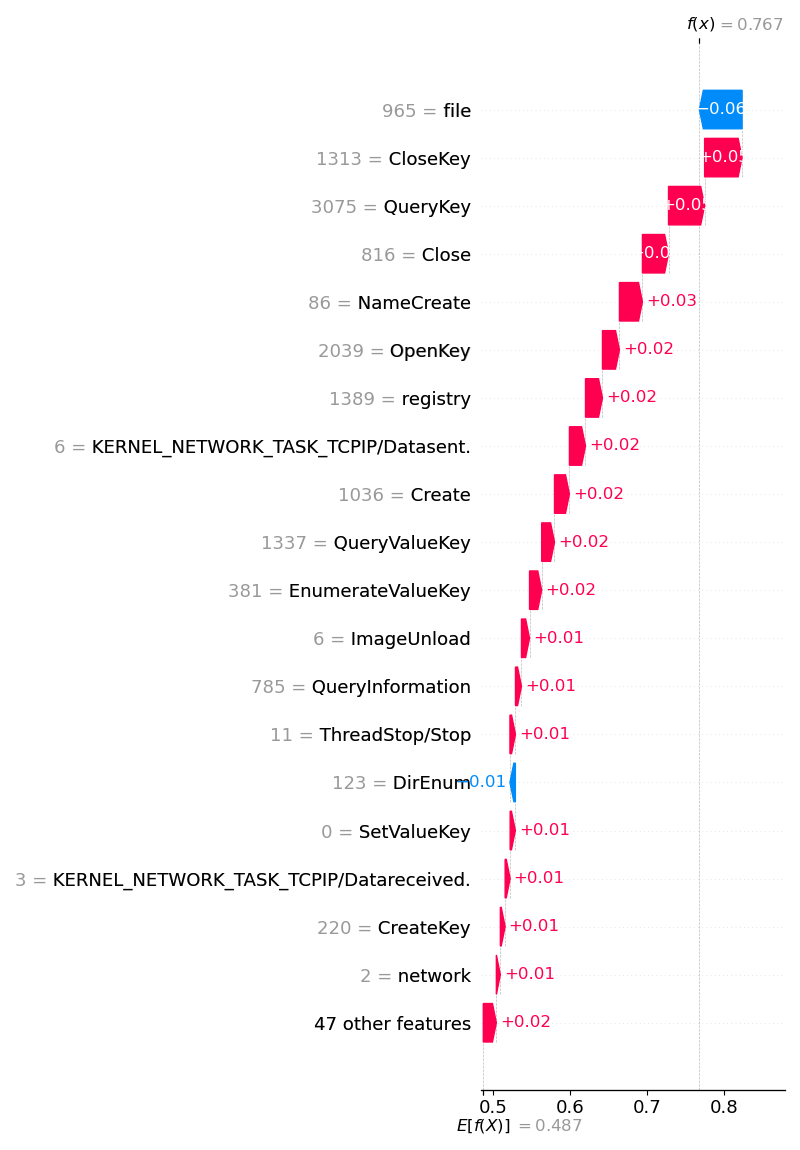 f(x) = 0.767
965 = file −0.06
1313 = CloseKey +0.05
3075 = QueryKey +0.05
816 = Close
86 = NameCreate +0.03
2039 = OpenKey +0.02
1389 = registry +0.02
6 = KERNEL_NETWORK_TASK_TCPIP/Datasent. +0.02
1036 = Create +0.02
1337 = QueryValueKey +0.02
381 = EnumerateValueKey +0.02
6 = ImageUnload +0.01
785 = QueryInformation +0.01
11 = ThreadStop/Stop +0.01
123 = DirEnum −0.01
0 = SetValueKey +0.01
3 = KERNEL_NETWORK_TASK_TCPIP/Datareceived. +0.01
220 = CreateKey +0.01
2 = network +0.01
47 other features +0.02
0.5 0.6 0.7 0.8
E[f(X)] = 0.487